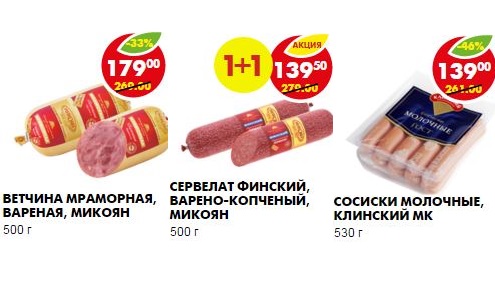 -33%
17900
269.00
ВЕТЧИНА МРАМОРНАЯ,
ВАРЕНАЯ, МИКОЯН
500 г
1+1
АКЦИЯ
13950
279.00
СЕРВЕЛАТ ФИНСКИЙ,
ВАРЕНО-КОПЧЕНЫЙ,
МИКОЯН
500 г
-46%
13900
261.00
МОЛОЧНЫЕ
ГОСТ
СОСИСКИ МОЛОЧНЫЕ,
КЛИНСКИЙ МК
530 г